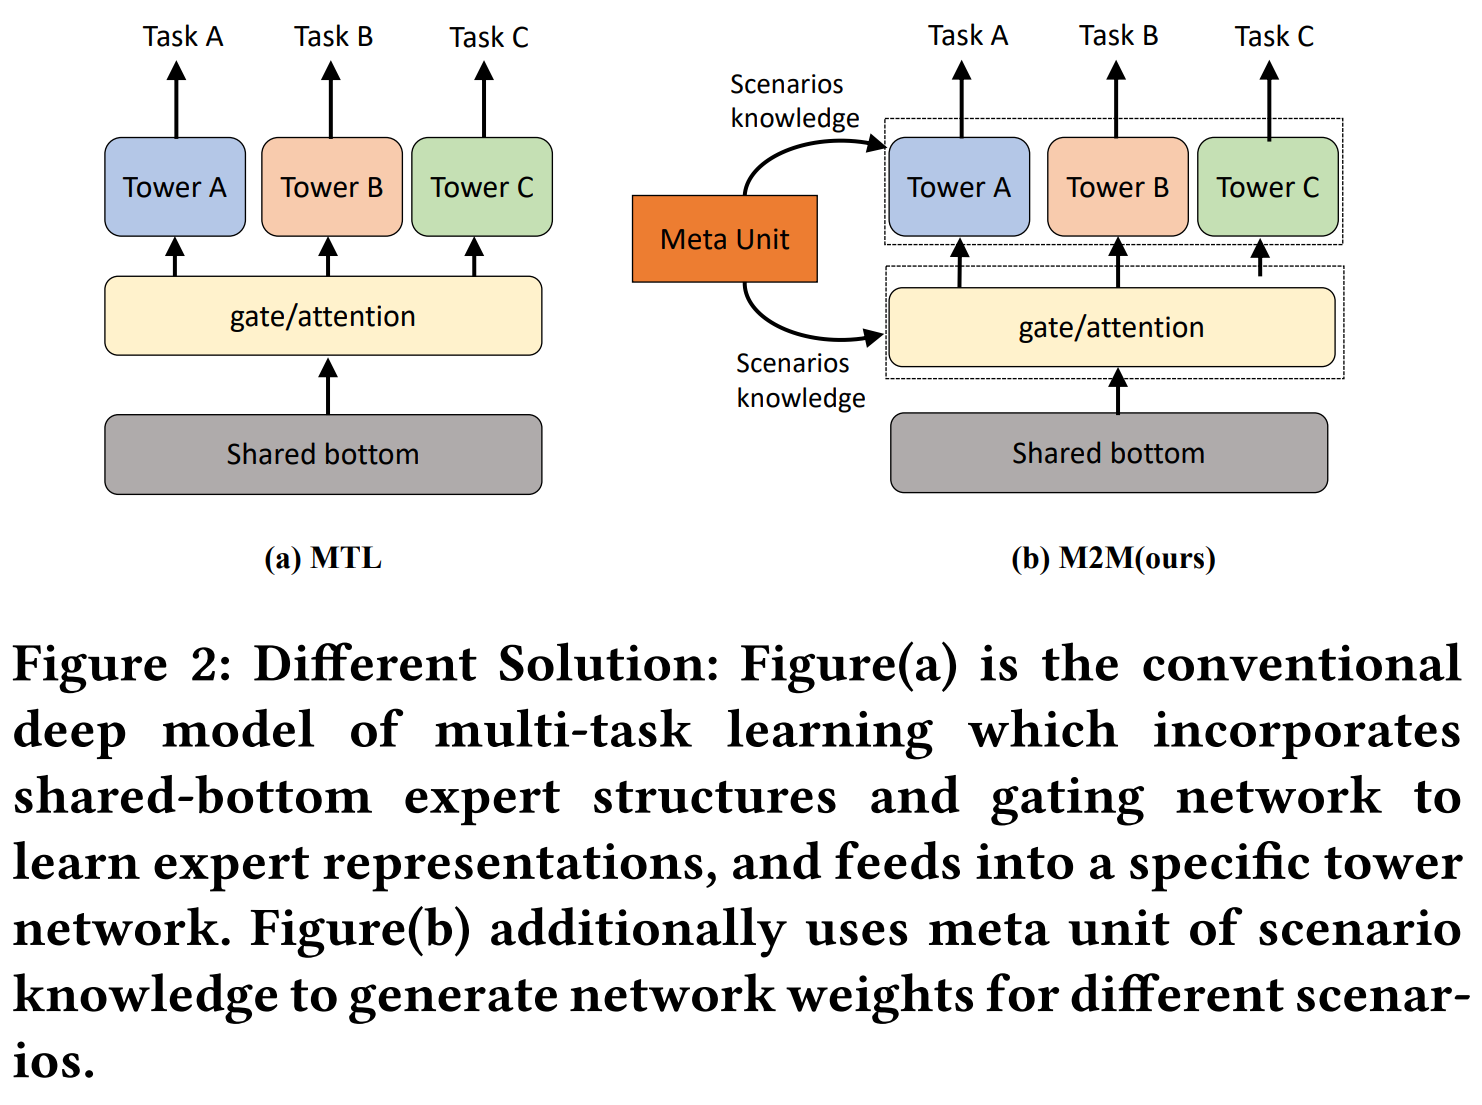 Task A
Task B
Task C
Tower A
Tower B
Tower C
gate/attention
Shared bottom
(a) MTL
Task A
Task B
Task C
Scenarios
knowledge
Tower A
Tower B
Tower C
Meta Unit
gate/attention
Scenarios
knowledge
Shared bottom
(b) M2M(ours)
Figure 2: Different Solution: Figure(a) is the conventional
deep model of multi-task learning which incorporates
shared-bottom expert structures and gating network to
learn expert representations, and feeds into a specific tower
network. Figure(b) additionally uses meta unit of scenario
knowledge to generate network weights for different scenar-
ios.